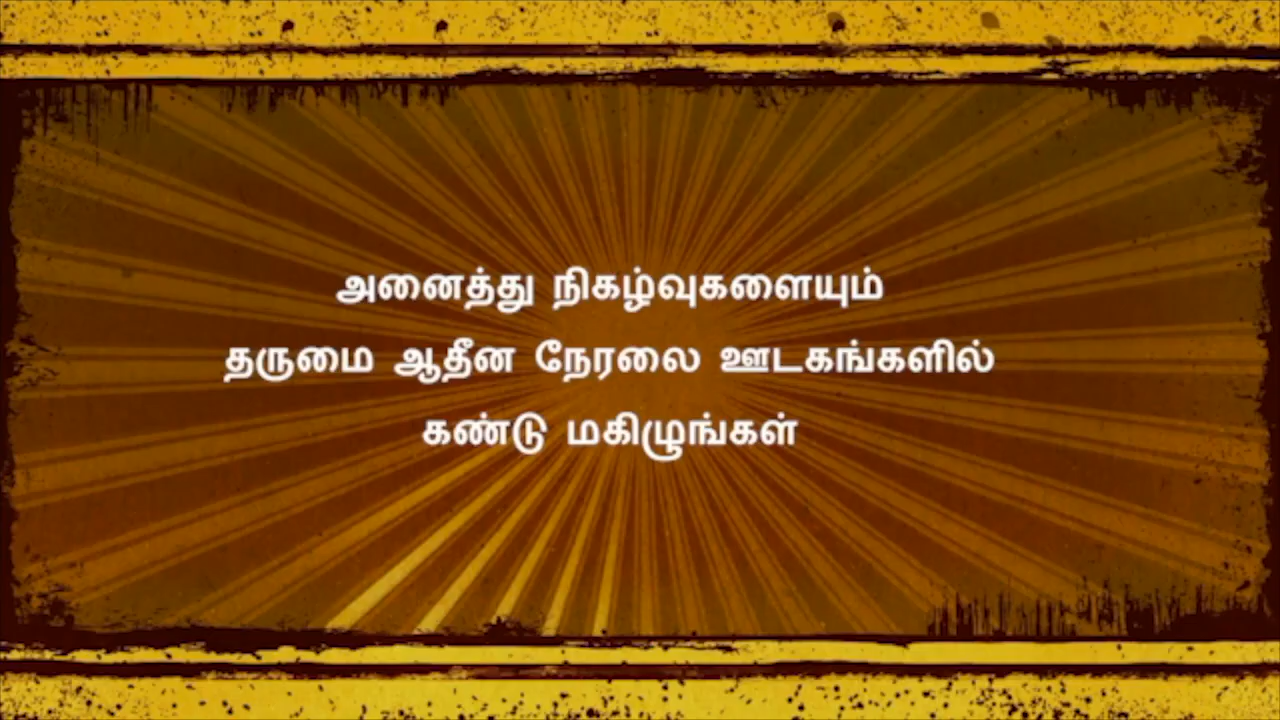 அனைத்து நிகழ்வுகளையும்
தருமை ஆதீன நேரலை ஊடகங்களில்
கண்டு மகிழுங்கள்